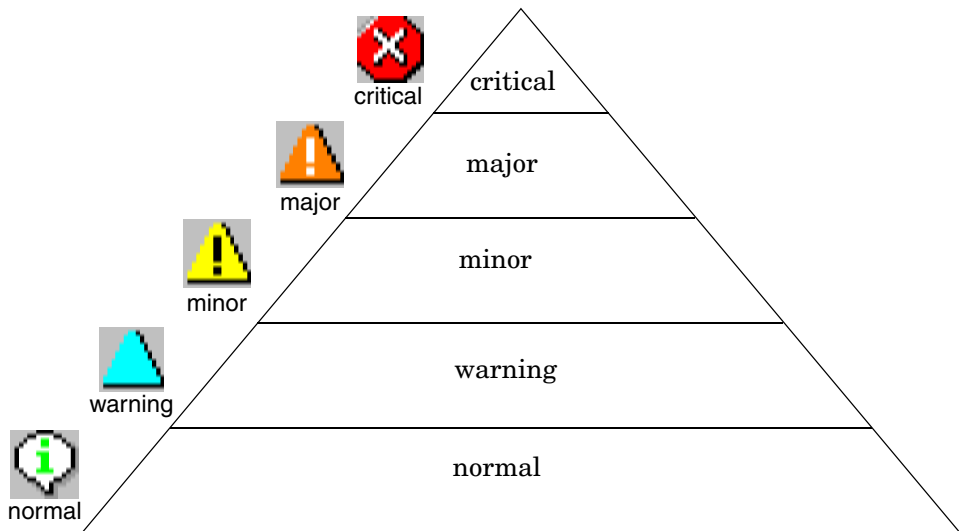 critical
critical
major
major
minor
minor
warning
warning
normal
normal